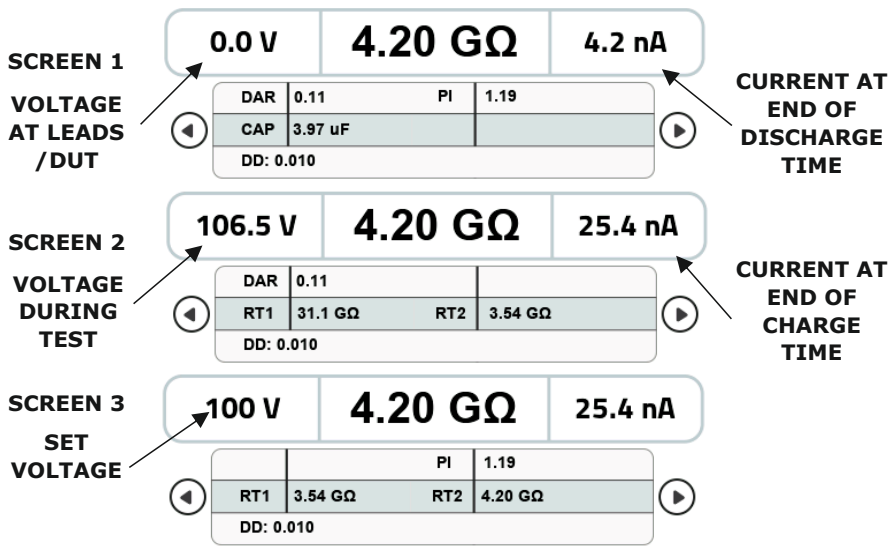 SCREEN 1
VOLTAGE
AT LEADS
/DUT
0.0 V 4.20 GΩ 4.2 nA
DAR 0.11 PI 1.19
CAP 3.97 uF
DD: 0.010
CURRENT AT
END OF
DISCHARGE
TIME
SCREEN 2
VOLTAGE
DURING
TEST
106.5 V 4.20 GΩ 25.4 nA
DAR 0.11
RT1 31.1 GΩ RT2 3.54 GΩ
DD: 0.010
CURRENT AT
END OF
CHARGE
TIME
SCREEN 3
SET
VOLTAGE
100 V 4.20 GΩ 25.4 nA
PI 1.19
RT1 3.54 GΩ RT2 4.20 GΩ
DD: 0.010